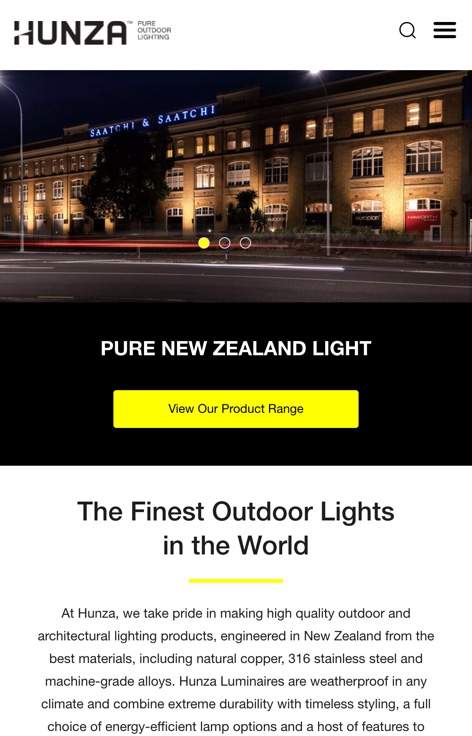 HUNZA™ PURE
OUTDOOR
LIGHTING
SAATCHI & SAATCHI
europlan
HAWORTH
PURE NEW ZEALAND LIGHT
View Our Product Range
The Finest Outdoor Lights
in the World
At Hunza, we take pride in making high quality outdoor and
architectural lighting products, engineered in New Zealand from the
best materials, including natural copper, 316 stainless steel and
machine-grade alloys. Hunza Luminaires are weatherproof in any
climate and combine extreme durability with timeless styling, a full
choice of energy-efficient lamp options and a host of features to